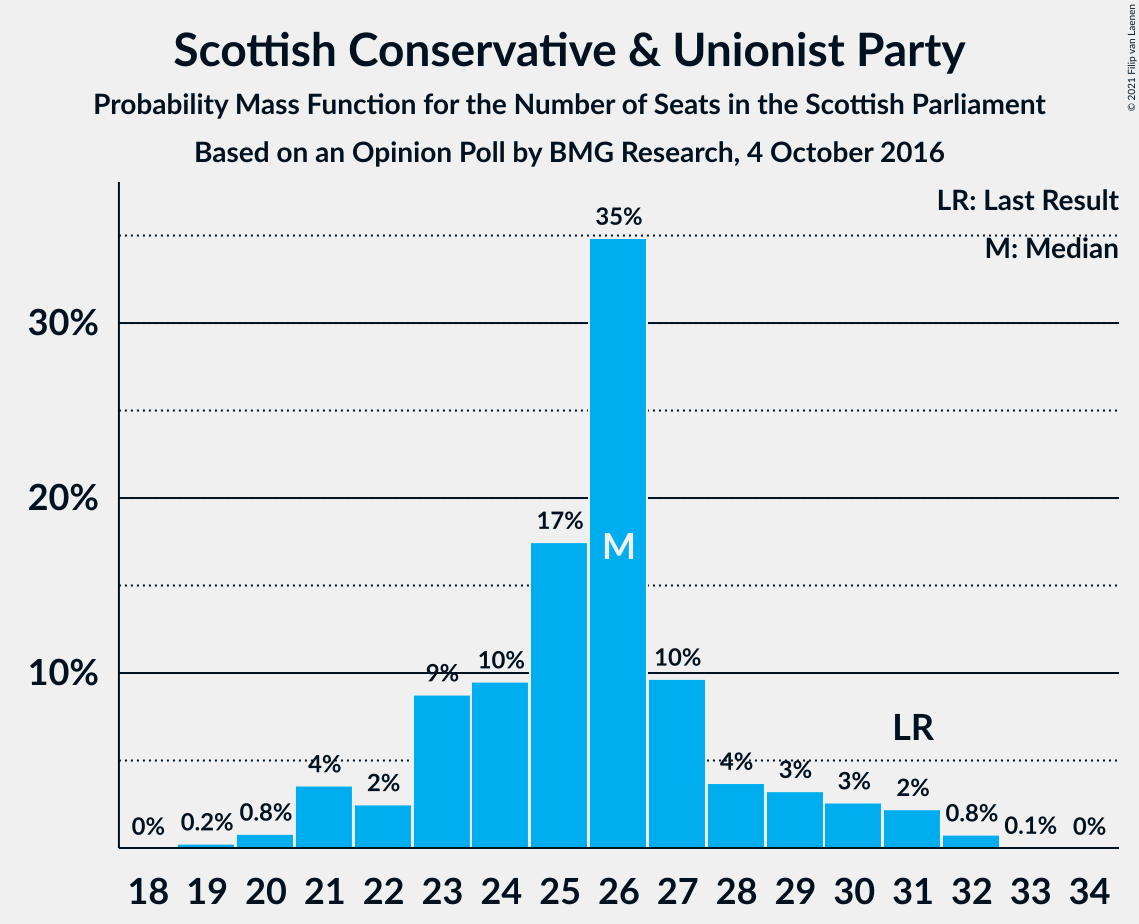 Scottish Conservative & Unionist Party
Probability Mass Function for the Number of Seats in the Scottish Parliament
Based on an Opinion Poll by BMG Research, 4 October 2016
© 2021 Filip van Laenen
LR: Last Result
M: Median
35%
30%
20%
17%
M
10%
9%
10%
10%
LR
4%
2%
4%
3%
3%
2%
0%
0.2%
0.8%
0.8%
0.1%
0%
18 19 20 21 22 23 24 25 26 27 28 29 30 31 32 33 34